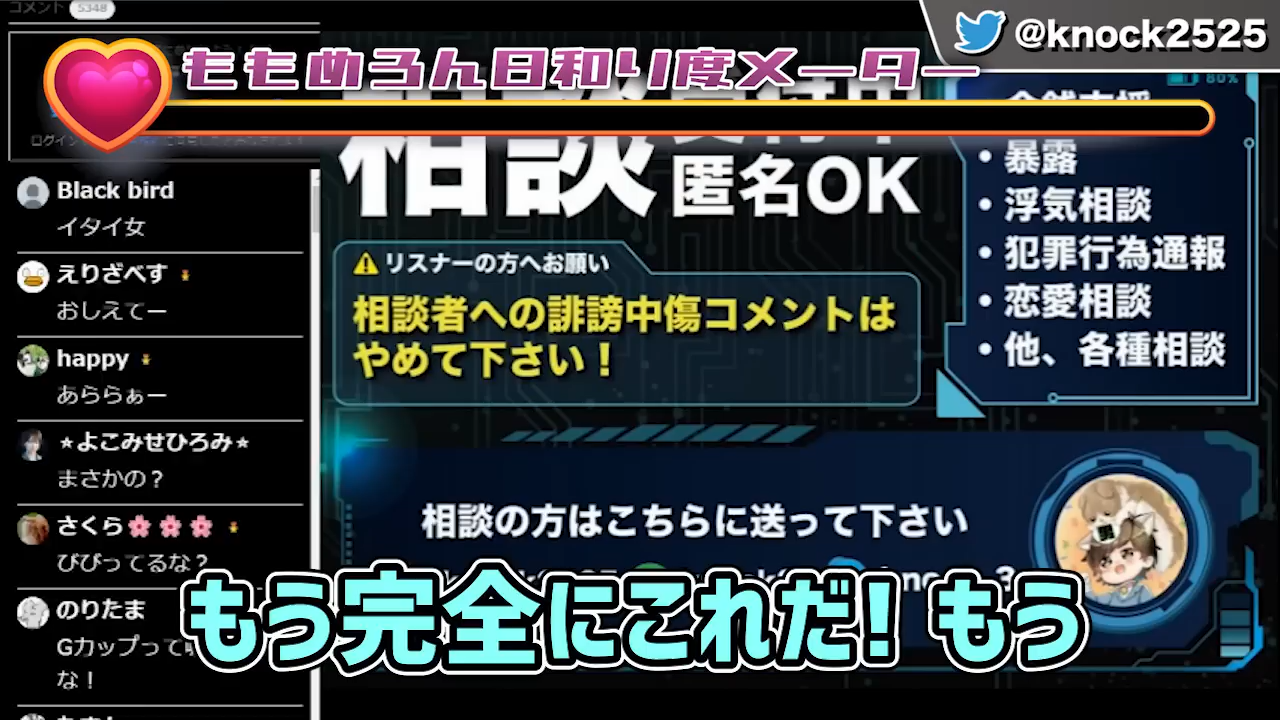 コメント 5348
@knock2525
ももめろん日和り度メーター
80%
相談
匿名OK
・暴露
・浮気相談
・犯罪行為通報
・恋愛相談
・他、各種相談
リスナーの方へお願い
相談者への誹謗中傷コメントは
やめて下さい！
相談の方はこちらに送って下さい
Black bird
イタイ女
えりざべす
おしえてー
happy
あららぁー
★よこみせひろみ★
まさかの？
さくら🌸🌸🌸
びびってるな？
のりたま
Gカップって
な！
もう完全にこれだ！もう